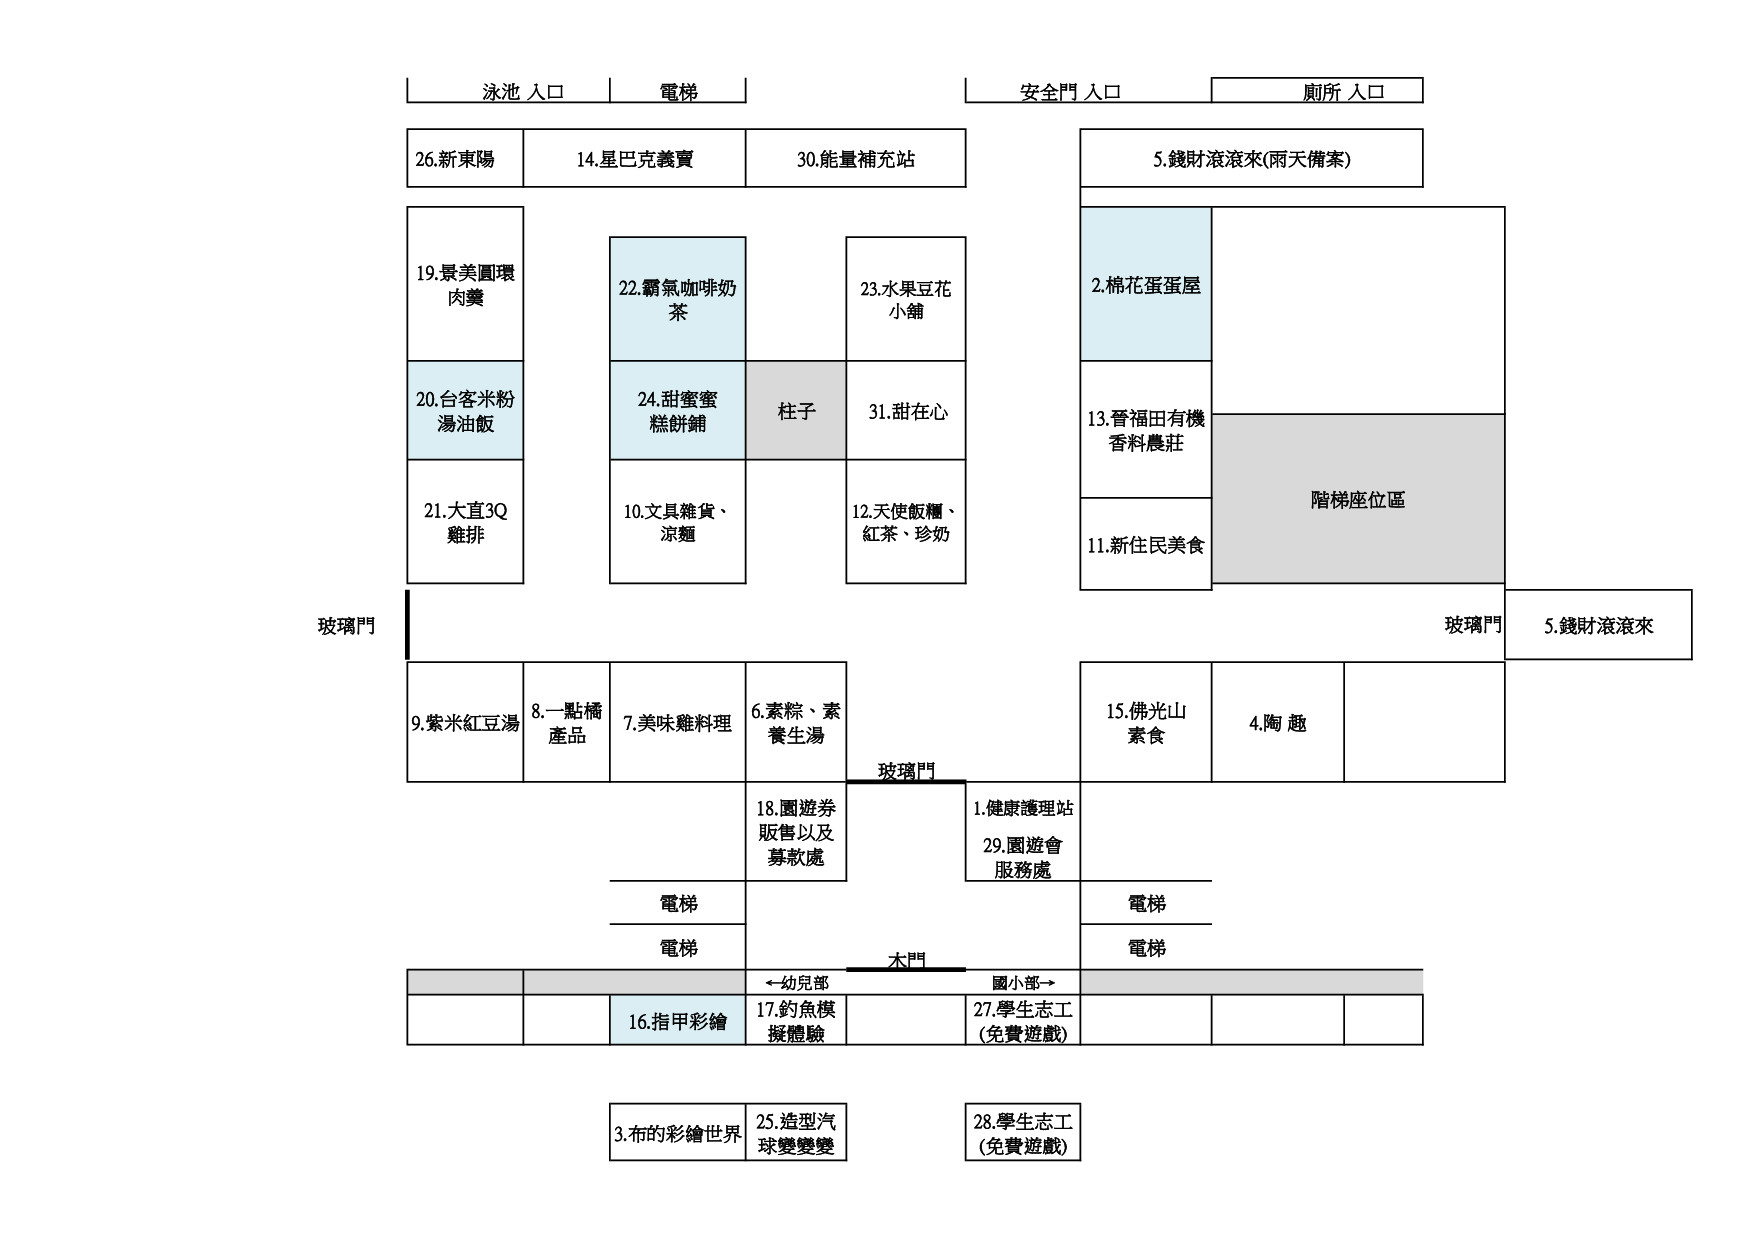 泳池 入口
電梯
安全門 入口
廁所 入口
26.新東陽
14.星巴克義賣
30.能量補充站
5.錢財滾滾來(雨天備案)
19.景美圓環
肉羹
22.霸氣咖啡奶
茶
23.水果豆花
小舖
2.棉花蛋蛋屋
20.台客米粉
湯油飯
24.甜蜜蜜
糕餅鋪
柱子
31.甜在心
13.晉福田有機
香料農莊
階梯座位區
21.大直3Q
雞排
10.文具雜貨、
涼麵
12.天使飯糰、
紅茶、珍奶
11.新住民美食
玻璃門
玻璃門
5.錢財滾滾來
9.紫米紅豆湯
8.一點橘
產品
7.美味雞料理
6.素粽、素
養生湯
15.佛光山
素食
4.陶 趣
玻璃門
18.園遊券
販售以及
募款處
1.健康護理站
29.園遊會
服務處
電梯
電梯
電梯
電梯
木門
←幼兒部
國小部→
16.指甲彩繪
17.釣魚模
擬體驗
27.學生志工
(免費遊戲)
3.布的彩繪世界
25.造型汽
球變變變
28.學生志工
(免費遊戲)